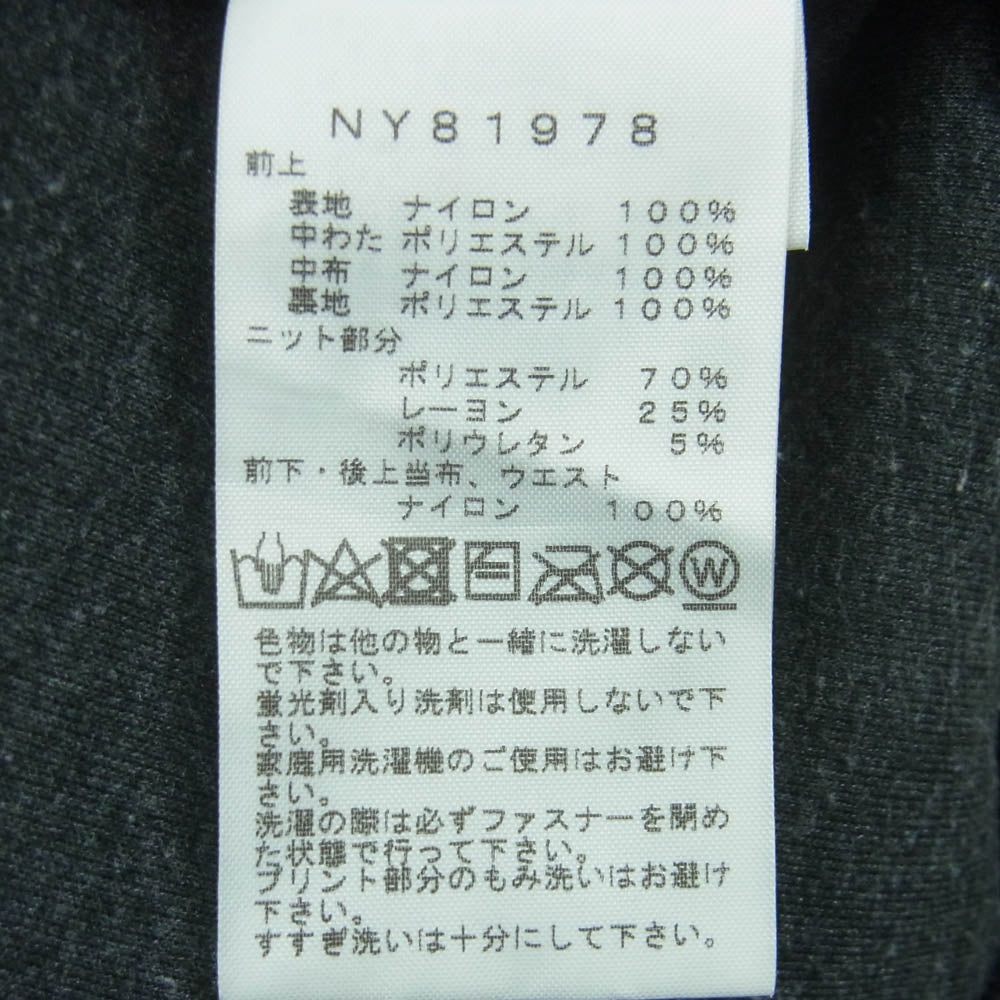 NY81978
前上
表地 ナイロン 100%
中わた ポリエステル 100%
中布 ナイロン 100%
裏地 ポリエステル 100%
ニット部分
ポリエステル 70%
レーヨン 25%
ポリウレタン 5%
前下・後上当布、ウエスト
ナイロン 100%
W
色物は他の物と一緒に洗濯しない
で下さい。
蛍光剤入り洗剤は使用しないで下
さい。
家庭用洗濯機のご使用はお避け下
さい。
洗濯の際は必ずファスナーを閉め
た状態で行って下さい。
プリント部分のもみ洗いはお避け
下さい。
すすぎ洗いは十分にして下さい。